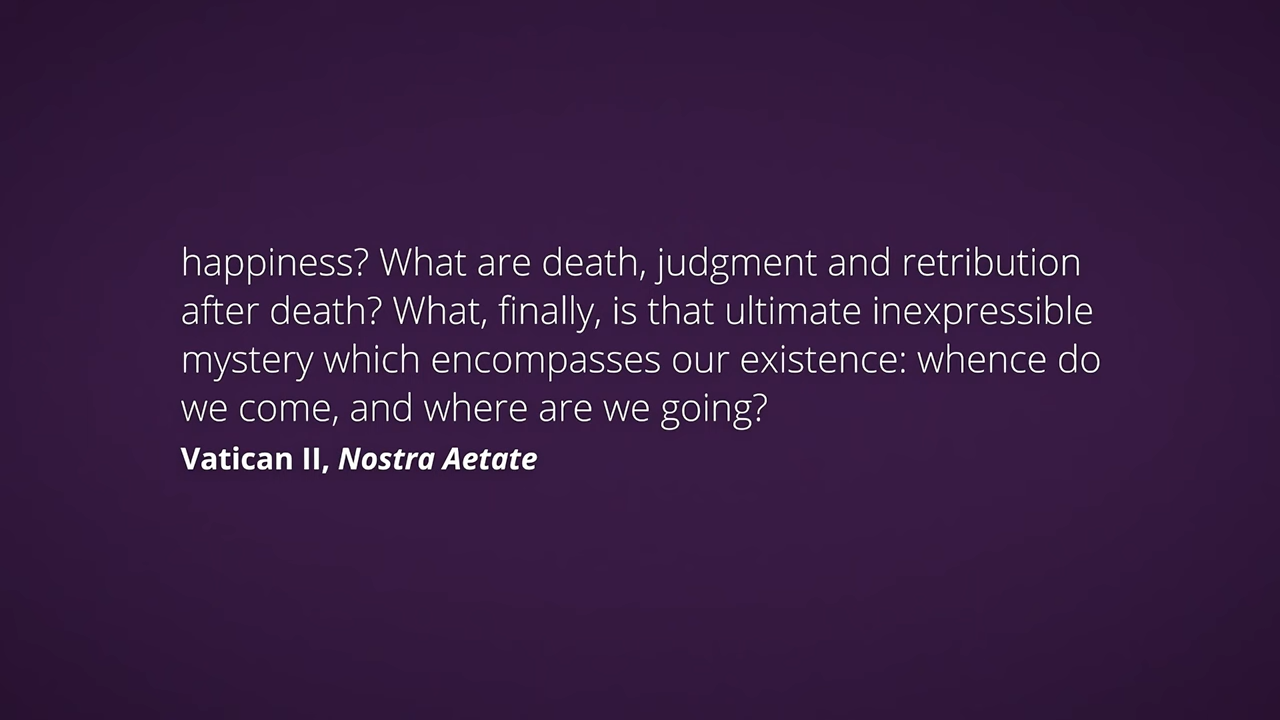 happiness? What are death, judgment and retribution
after death? What, finally, is that ultimate inexpressible
mystery which encompasses our existence: whence do
we come, and where are we going?
Vatican II, Nostra Aetate